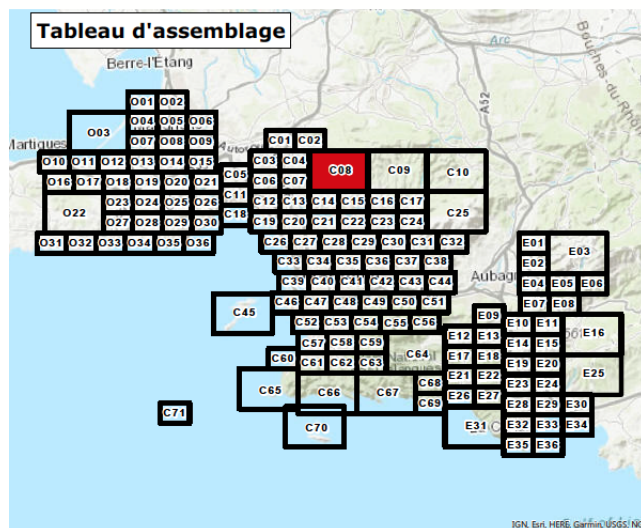 Tableau d'assemblage
Arc
Berre-l'Étang
Bouches-du-Rhô
A52
O01 O02
O03 O04 O05 O06
Martigues
O07 O08 O09
C01 C02
Autorou
O10 O11 O12 O13 O14 O15
C03 C04 C08 C09 C10
C05
O16 O17 O18 O19 O20 O21
C06 C07
C11
O22 O23 O24 O25 O26
C12 C13 C14 C15 C16 C17
C18
C25
O27 O28 O29 O30
C19 C20 C21 C22 C23 C24
O31 O32 O33 O34 O35 O36
C26 C27 C28 C29 C30 C31 C32
E01 E03
C33 C34 C35 C36 C37 C38
E02
Aubag
C39 C40 C41 C42 C43 C44
E04 E05 E06
C45
C46 C47 C48 C49 C50 C51
E07 E08
C52 C53 C54 C55 C56
E09 E10 E11 E16
C57 C58 C59
E12 E13
C60 C64
E14 E15
C61 C62 C63
E17 E18
E19 E20
C65 C66 C67 C68
E21 E22
E23 E24 E25
C69
E26 E27
E28 E29 E30
C71 C70
E31 E32 E33 E34
E35 E36
IGN, Esri, HERE, Garmin, USGS, NG